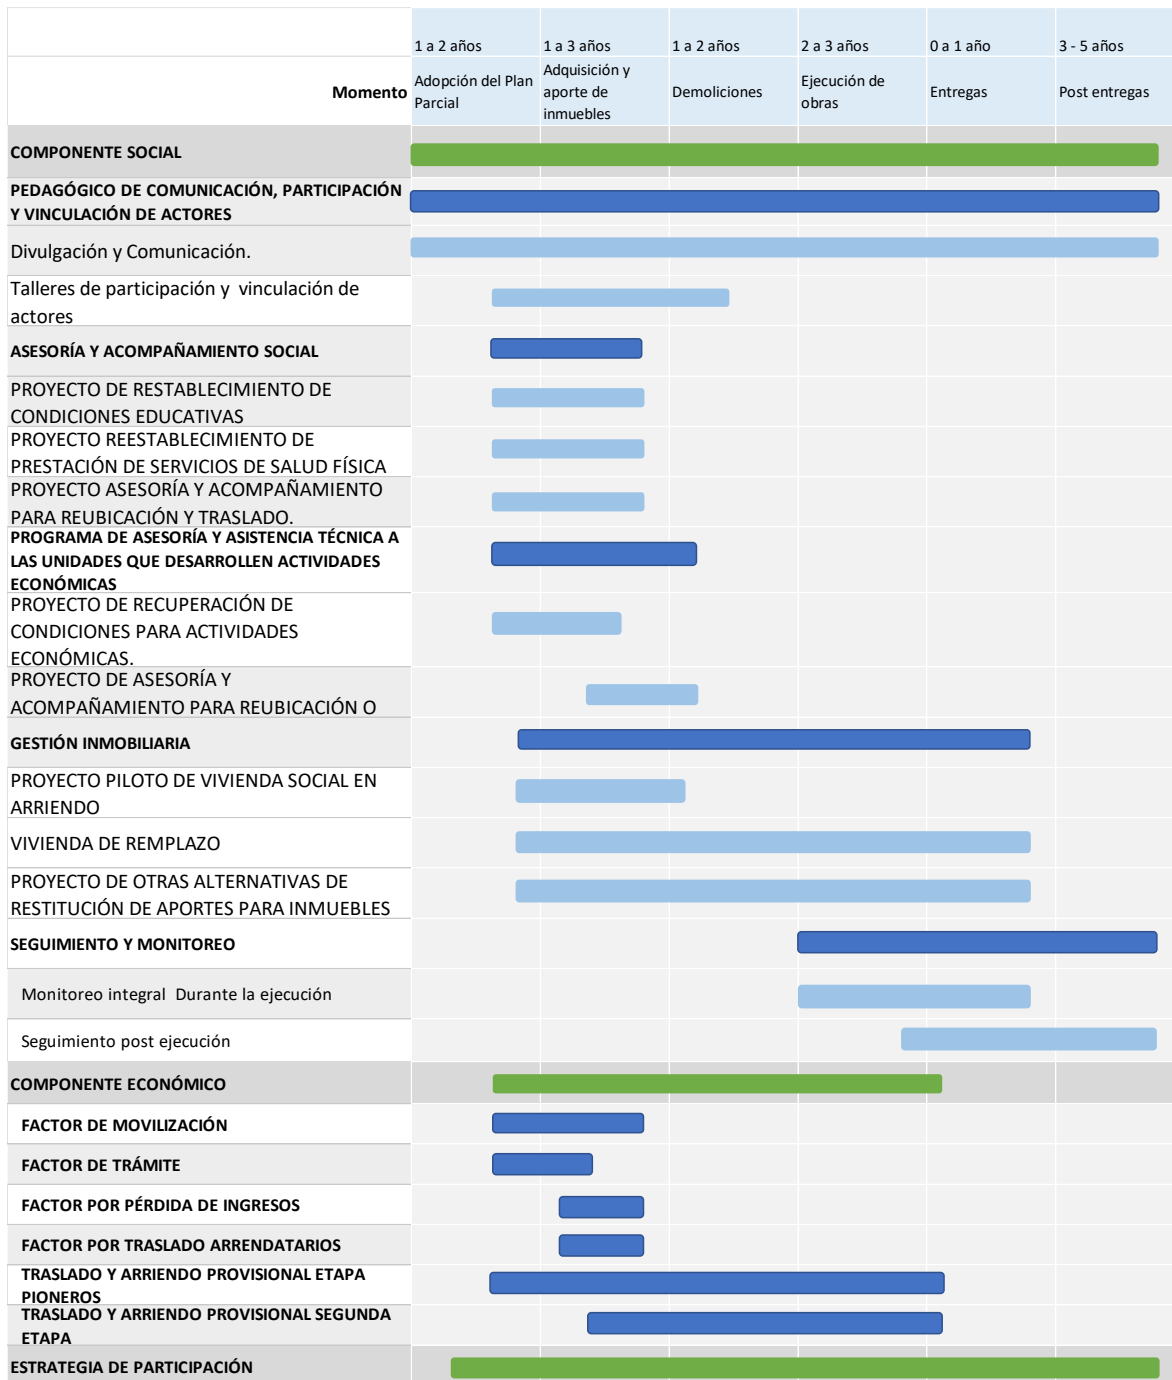 1 a 2 años 1 a 3 años 1 a 2 años 2 a 3 años 0 a 1 año 3 - 5 años
Momento Adopción del Plan Parcial Adquisición y aporte de inmuebles Demoliciones Ejecución de obras Entregas Post entregas
COMPONENTE SOCIAL
PEDAGÓGICO DE COMUNICACIÓN, PARTICIPACIÓN
Y VINCULACIÓN DE ACTORES
Divulgación y Comunicación.
Talleres de participación y vinculación de
actores
ASESORÍA Y ACOMPAÑAMIENTO SOCIAL
PROYECTO DE RESTABLECIMIENTO DE
CONDICIONES EDUCATIVAS
PROYECTO REESTABLECIMIENTO DE
PRESTACIÓN DE SERVICIOS DE SALUD FÍSICA
PROYECTO ASESORÍA Y ACOMPAÑAMIENTO
PARA REUBICACIÓN Y TRASLADO.
PROGRAMA DE ASESORÍA Y ASISTENCIA TÉCNICA A
LAS UNIDADES QUE DESARROLLEN ACTIVIDADES
ECONÓMICAS
PROYECTO DE RECUPERACIÓN DE
CONDICIONES PARA ACTIVIDADES
ECONÓMICAS.
PROYECTO DE ASESORÍA Y
ACOMPAÑAMIENTO PARA REUBICACIÓN O
GESTIÓN INMOBILIARIA
PROYECTO PILOTO DE VIVIENDA SOCIAL EN
ARRIENDO
VIVIENDA DE REMPLAZO
PROYECTO DE OTRAS ALTERNATIVAS DE
RESTITUCIÓN DE APORTES PARA INMUEBLES
SEGUIMIENTO Y MONITOREO
Monitoreo integral Durante la ejecución
Seguimiento post ejecución
COMPONENTE ECONÓMICO
FACTOR DE MOVILIZACIÓN
FACTOR DE TRÁMITE
FACTOR POR PÉRDIDA DE INGRESOS
FACTOR POR TRASLADO ARRENDATARIOS
TRASLADO Y ARRIENDO PROVISIONAL ETAPA
PIONEROS
TRASLADO Y ARRIENDO PROVISIONAL SEGUNDA
ETAPA
ESTRATEGIA DE PARTICIPACIÓN